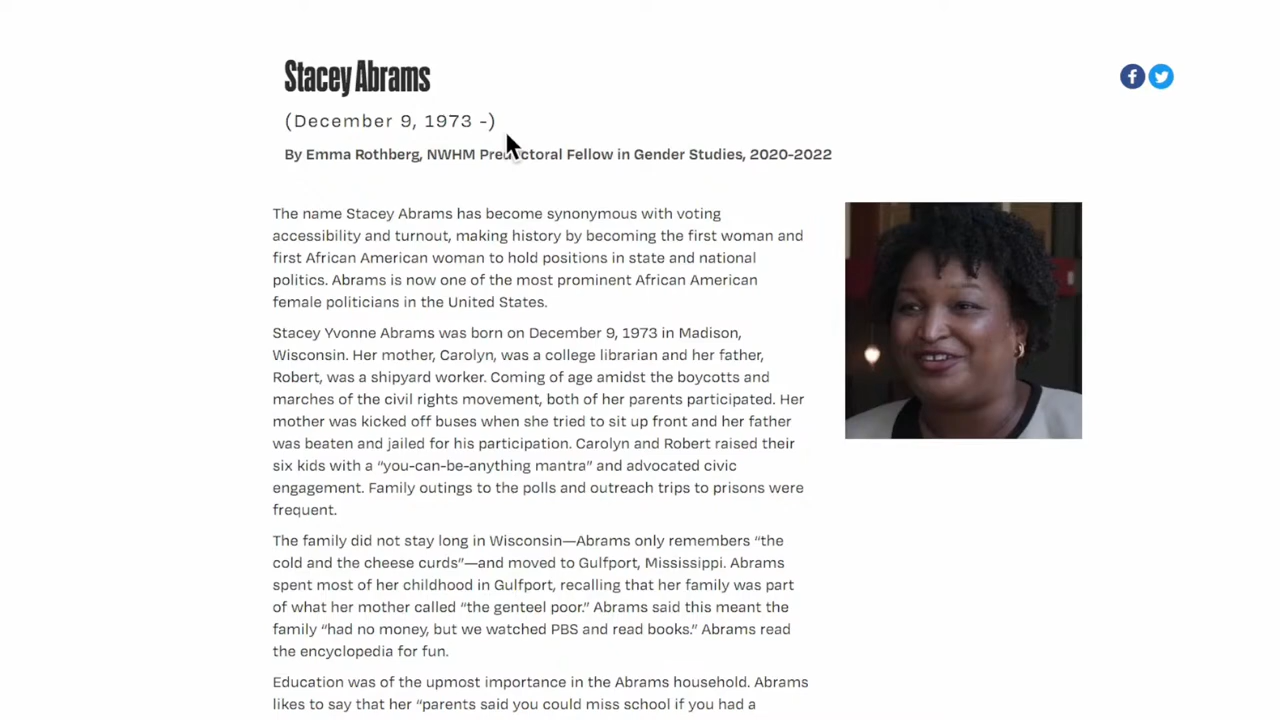 Stacey Abrams
(December 9, 1973 -)
By Emma Rothberg, NWHM Predoctoral Fellow in Gender Studies, 2020-2022
The name Stacey Abrams has become synonymous with voting
accessibility and turnout, making history by becoming the first woman and
first African American woman to hold positions in state and national
politics. Abrams is now one of the most prominent African American
female politicians in the United States.
Stacey Yvonne Abrams was born on December 9, 1973 in Madison,
Wisconsin. Her mother, Carolyn, was a college librarian and her father,
Robert, was a shipyard worker. Coming of age amidst the boycotts and
marches of the civil rights movement, both of her parents participated. Her
mother was kicked off buses when she tried to sit up front and her father
was beaten and jailed for his participation. Carolyn and Robert raised their
six kids with a “you-can-be-anything mantra” and advocated civic
engagement. Family outings to the polls and outreach trips to prisons were
frequent.
The family did not stay long in Wisconsin—Abrams only remembers “the
cold and the cheese curds”—and moved to Gulfport, Mississippi. Abrams
spent most of her childhood in Gulfport, recalling that her family was part
of what her mother called “the genteel poor.” Abrams said this meant the
family “had no money, but we watched PBS and read books.” Abrams read
the encyclopedia for fun.
Education was of the upmost importance in the Abrams household. Abrams
likes to say that her “parents said you could miss school if you had a